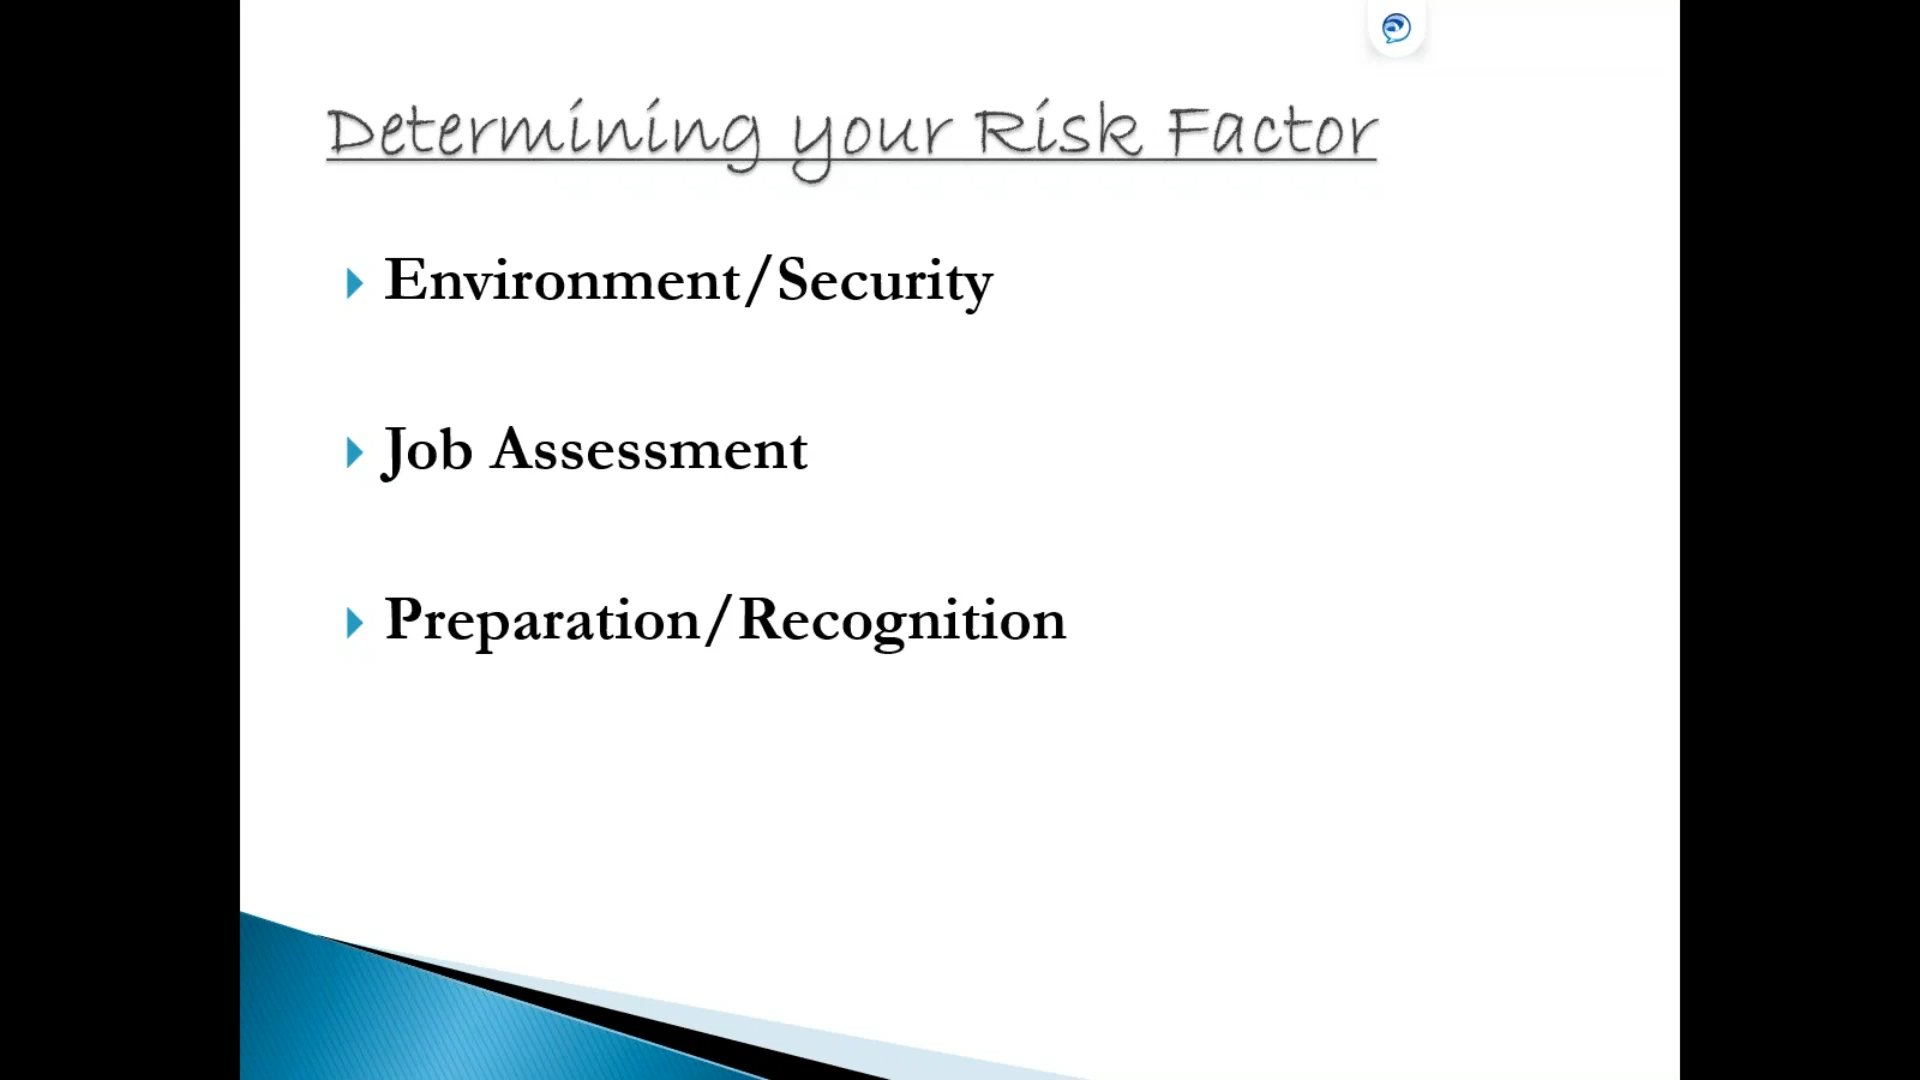 Determining your Risk Factor
Environment/Security
Job Assessment
Preparation/Recognition